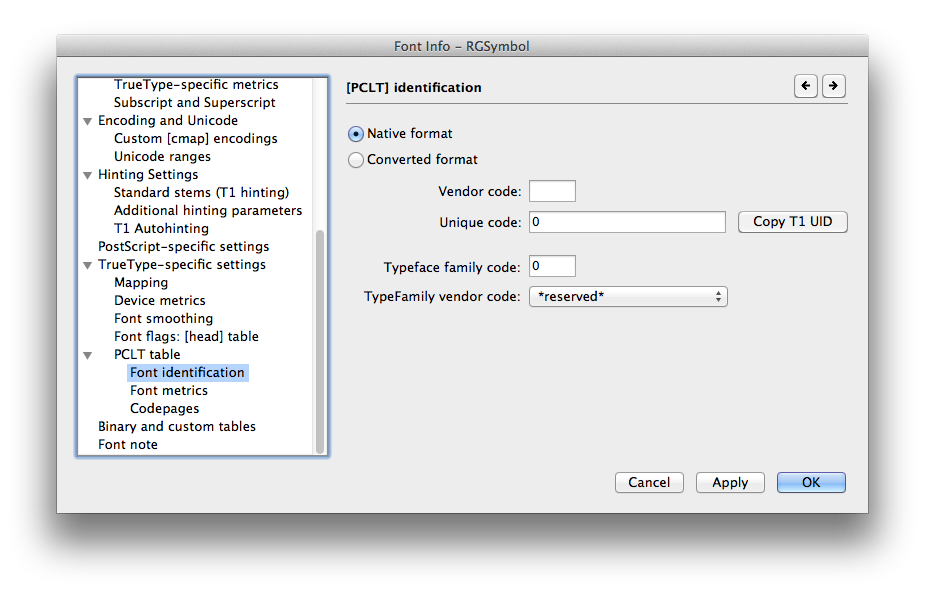 Font Info – RGSymbol
TrueType-specific metrics
Subscript and Superscript
Encoding and Unicode
Custom [cmap] encodings
Unicode ranges
Hinting Settings
Standard stems (T1 hinting)
Additional hinting parameters
T1 Autohinting
PostScript-specific settings
TrueType-specific settings
Mapping
Device metrics
Font smoothing
Font flags: [head] table
PCLT table
Font identification
Font metrics
Codepages
Binary and custom tables
Font note
[PCLT] identification
Native format
Converted format
Vendor code:
Unique code: 0 Copy T1 UID
Typeface family code: 0
TypeFamily vendor code: *reserved*
Cancel Apply OK